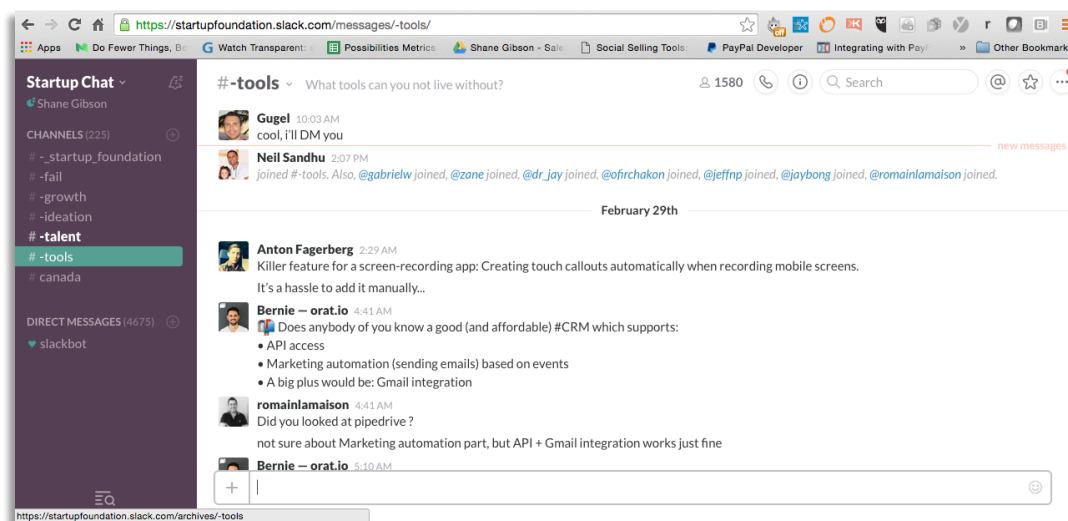 https://startupfoundation.slack.com/messages/-tools/
off
r
Apps Do Fewer Things, Be Watch Transparent: Possibilities Metrics Shane Gibson - Sale Social Selling Tools: PayPal Developer Integrating with Pay » Other Bookmark
Startup Chat
Shane Gibson
CHANNELS (225)
# -_startup_foundation
# -fail
# -growth
# -ideation
# -talent
# -tools
# canada
DIRECT MESSAGES (4675)
slackbot
#-tools What tools can you not live without? 1580 Search
Gugel 10:03 AM
cool, i'll DM you
new messages
Neil Sandhu 2:07 PM
joined #-tools. Also, @gabrielw joined, @zane joined, @dr_jay joined, @ofirchakon joined, @jeffnp joined, @jaybong joined, @romainlamaison joined.
February 29th
Anton Fagerberg 2:29 AM
Killer feature for a screen-recording app: Creating touch callouts automatically when recording mobile screens.
It's a hassle to add it manually...
Bernie — orat.io 4:41 AM
Does anybody of you know a good (and affordable) #CRM which supports:
• API access
• Marketing automation (sending emails) based on events
• A big plus would be: Gmail integration
romainlamaison 4:41 AM
Did you looked at pipedrive ?
not sure about Marketing automation part, but API + Gmail integration works just fine
Bernie — orat.io 5:10 AM
https://startupfoundation.slack.com/archives/-tools